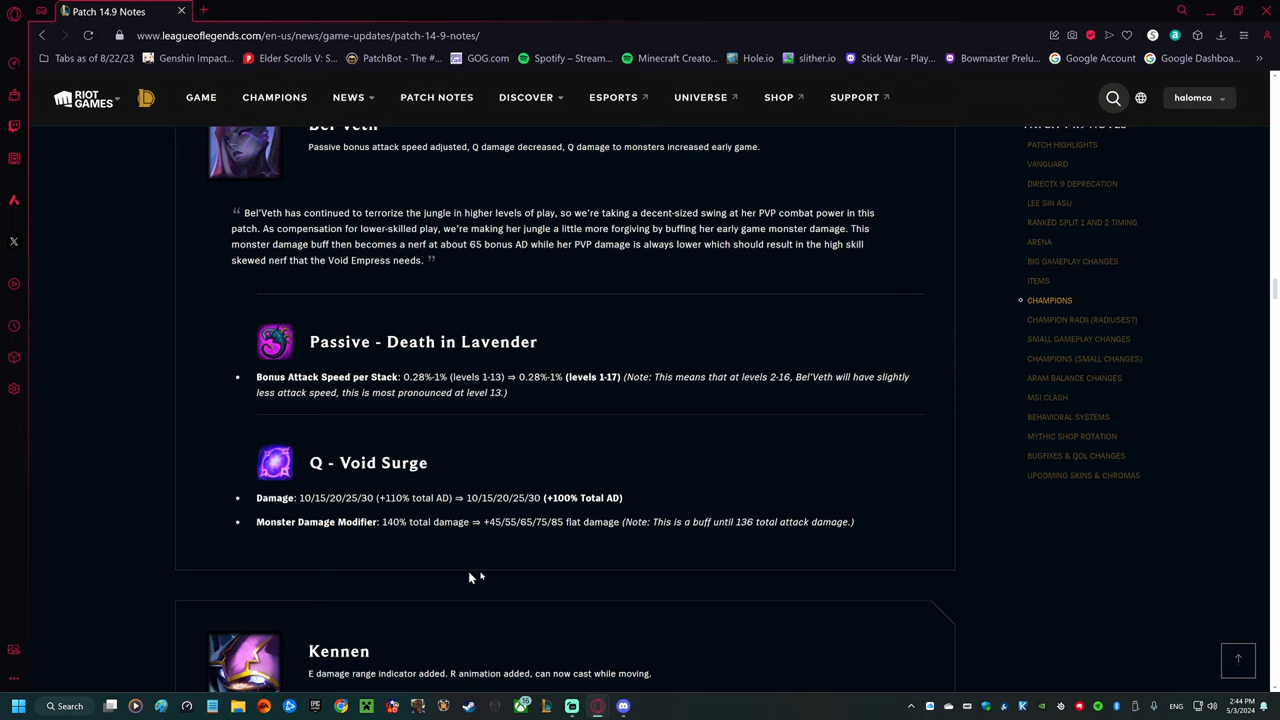 Patch 14.9 Notes
www.leagueoflegends.com/en-us/news/game-updates/patch-14-9-notes/
Tabs as of 8/22/23 Genshin Impact... Elder Scrolls V: S... PatchBot - The #... GOG.com Spotify – Stream... Minecraft Creato... Hole.io slither.io Stick War - Play... Bowmaster Prelu... Google Account Google Dashboa...
RIOT GAMES GAME CHAMPIONS NEWS PATCH NOTES DISCOVER ESPORTS UNIVERSE SHOP SUPPORT halomca
Bel'Veth
Passive bonus attack speed adjusted, Q damage decreased, Q damage to monsters increased early game.
Bel'Veth has continued to terrorize the jungle in higher levels of play, so we're taking a decent-sized swing at her PVP combat power in this
patch. As compensation for lower-skill play, we're making her jungle a little more forgiving by buffing her early game monster damage. This
monster damage buff then becomes a nerf at about 65 bonus AD while her PVP damage is always lower which should result in the high skill
skewed nerf that the Void Empress needs.
Passive - Death in Lavender
Bonus Attack Speed per Stack: 0.28%-1% (levels 1-13) ⇒ 0.28%-1% (levels 1-17) (Note: This means that at levels 2-16, Bel'Veth will have slightly
less attack speed, this is most pronounced at level 13.)
Q - Void Surge
Damage: 10/15/20/25/30 (+110% total AD) ⇒ 10/15/20/25/30 (+100% Total AD)
Monster Damage Modifier: 140% total damage ⇒ +45/55/65/75/85 flat damage (Note: This is a buff until 136 total attack damage.)
Kennen
E damage range indicator added. R animation added, can now cast while moving.
PATCH 14.9 NOTES
PATCH HIGHLIGHTS
VANGUARD
DIRECTX 9 DEPRECATION
LEE SIN ASU
RANKED SPLIT 1 AND 2 TIMING
ARENA
BIG GAMEPLAY CHANGES
ITEMS
CHAMPIONS
CHAMPION RADII (RADIUSES?)
SMALL GAMEPLAY CHANGES
CHAMPIONS (SMALL CHANGES)
ARAM BALANCE CHANGES
MSI CLASH
BEHAVIORAL SYSTEMS
MYTHIC SHOP ROTATION
BUGFIXES & QOL CHANGES
UPCOMING SKINS & CHROMAS
Search
2:44 PM
5/3/2024